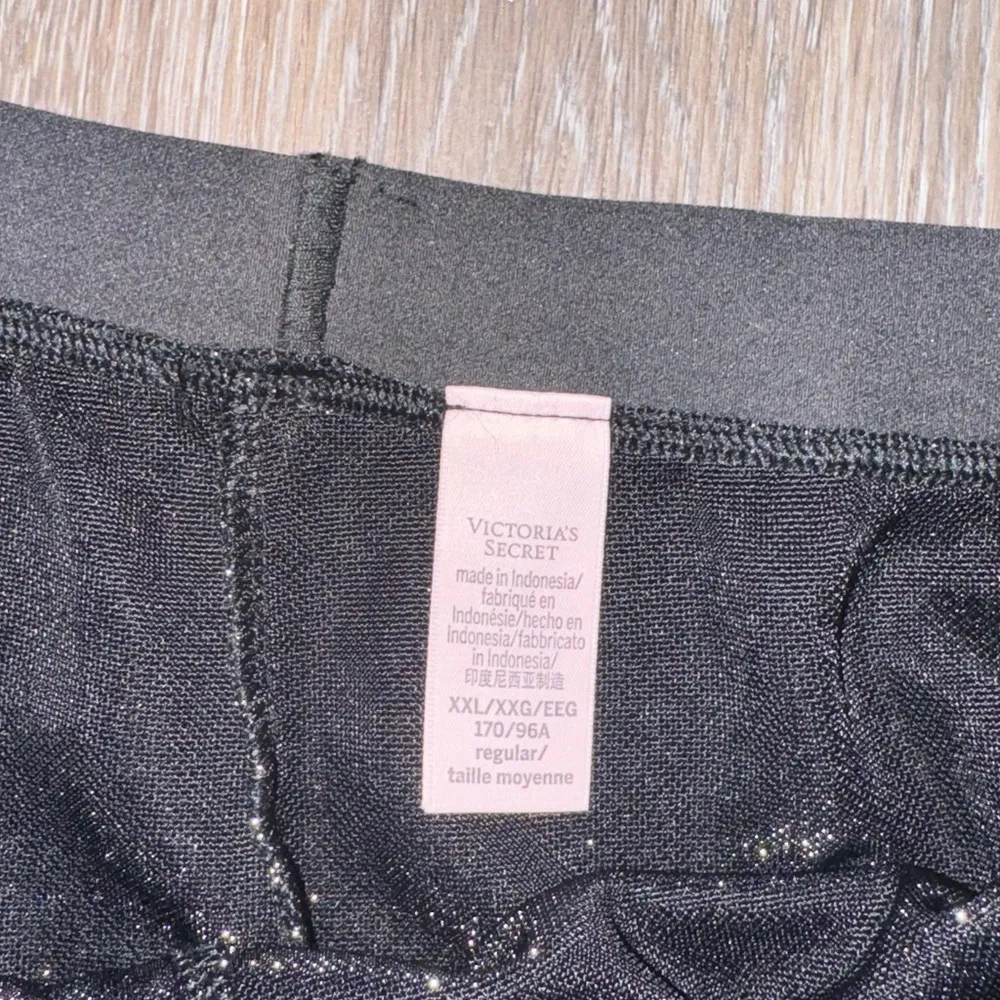 VICTORIA'S
SECRET
made in Indonesia/
fabriqué en
Indonésie/hecho en
Indonesia/fabbricato
in Indonesia/
印度尼西亚制造
XXL/XXG/EEG
170/96A
regular/
taille moyenne